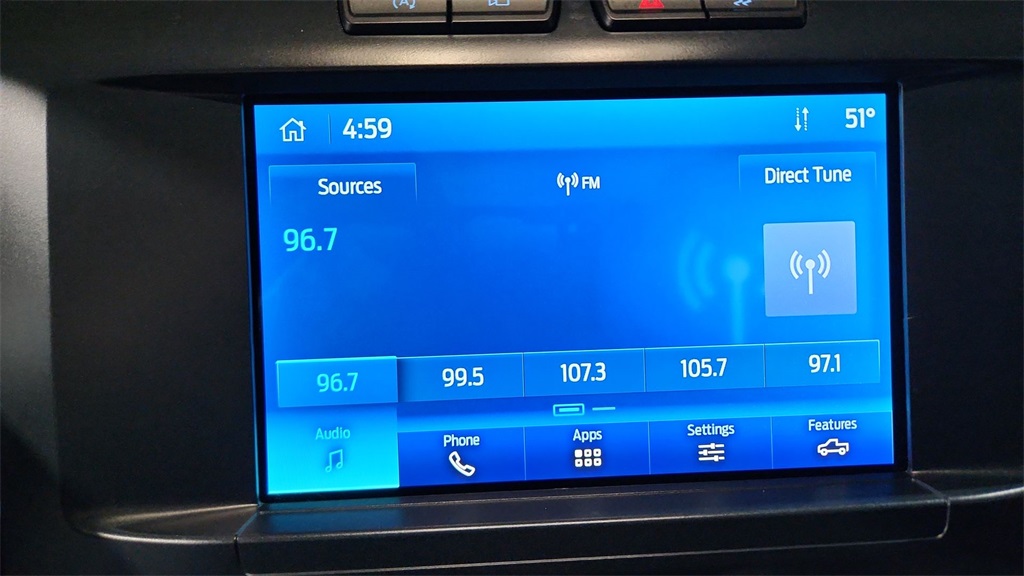 4:59
51°
Sources
FM
Direct Tune
96.7
96.7
99.5
107.3
105.7
97.1
Audio
Phone
Apps
Settings
Features